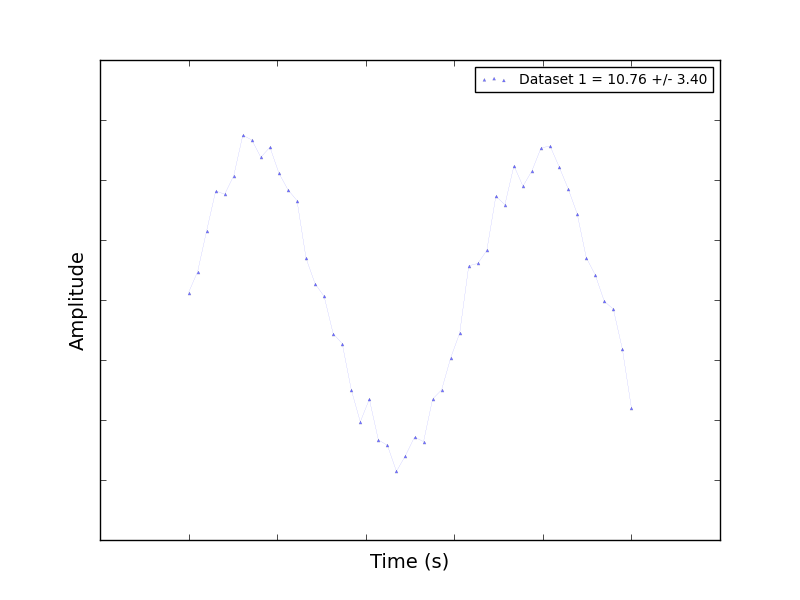 Dataset 1 = 10.76 +/- 3.40
Amplitude
Time (s)